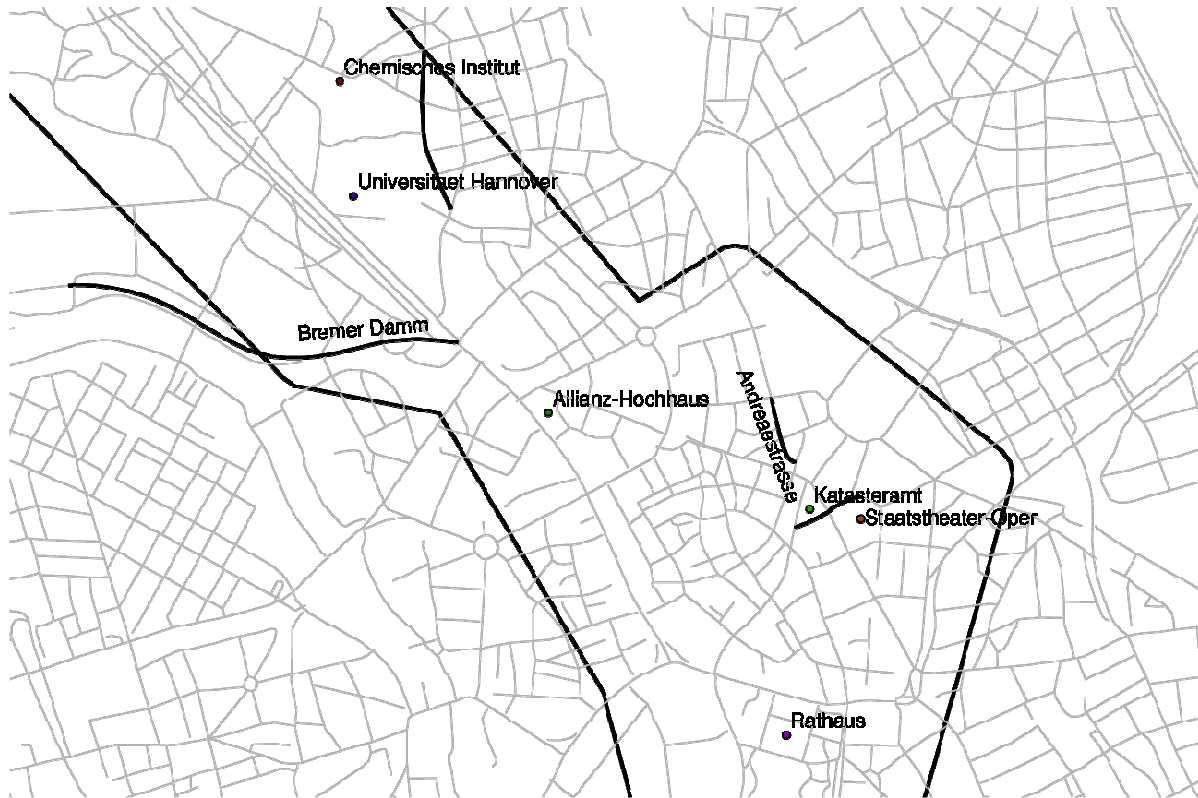 Chemisches Institut
Universitaet Hannover
Bremer Damm
Allianz-Hochhaus
Andreaestrasse
Katasteramt
Staatstheater-Oper
Rathaus